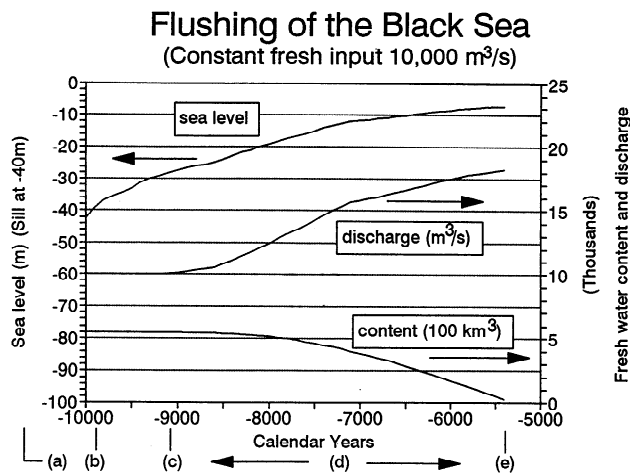 Flushing of the Black Sea
(Constant fresh input 10,000 m³/s)
Sea level (m) (Sill at -40m)
0
-10
-20
-30
-40
-50
-60
-70
-80
-90
-100
sea level
discharge (m³/s)
content (100 km³)
25
20
15
10
5
0
(Thousands)
Fresh water content and discharge
-10000 -9000 -8000 -7000 -6000 -5000
Calendar Years
(a) (b) (c) (d) (e)